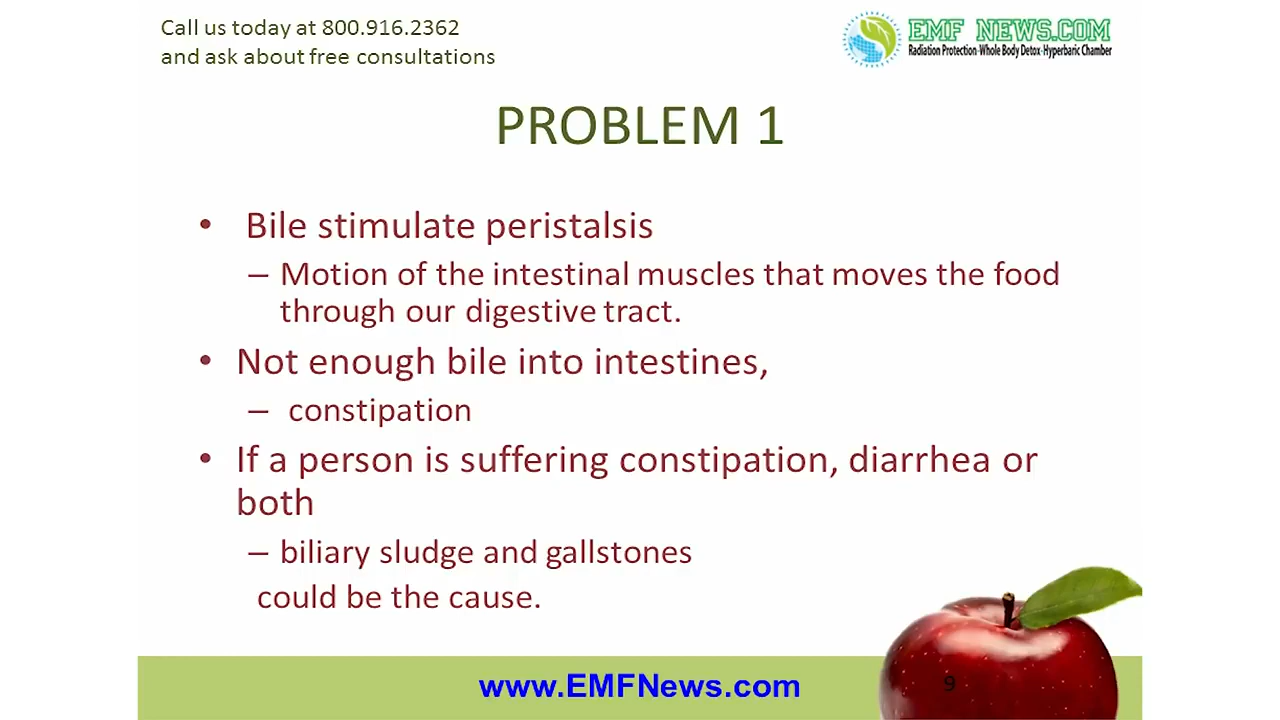 Call us today at 800.916.2362
and ask about free consultations
EMF NEWS.COM
Radiation Protection-Whole Body Detox-Hyperbaric Chamber
PROBLEM 1
• Bile stimulate peristalsis
– Motion of the intestinal muscles that moves the food
through our digestive tract.
• Not enough bile into intestines,
– constipation
• If a person is suffering constipation, diarrhea or
both
– biliary sludge and gallstones
could be the cause.
www.EMFNews.com
9